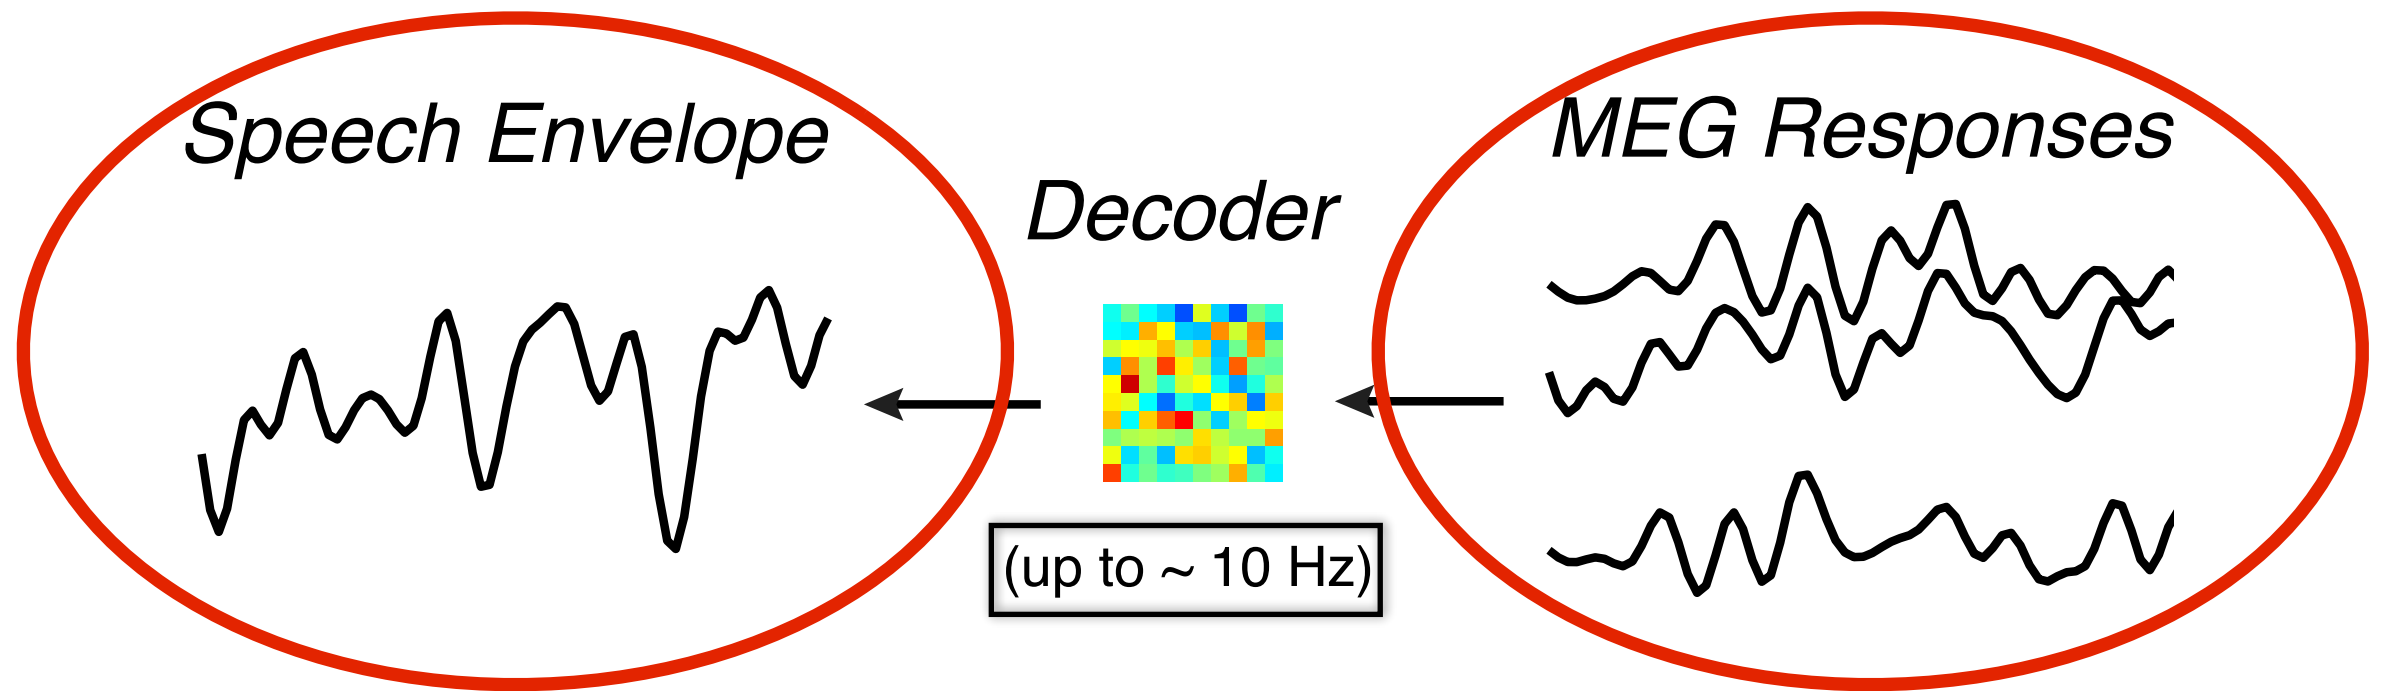 Speech Envelope
Decoder
(up to ~ 10 Hz)
MEG Responses